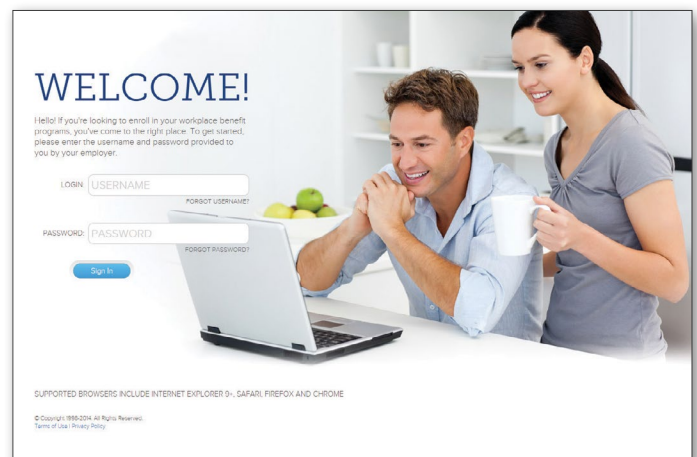 WELCOME!
Hello! If you're looking to enroll in your workplace benefit
programs, you've come to the right place. To get started,
please enter the username and password provided to
you by your employer.
LOGIN: USERNAME
FORGOT USERNAME?
PASSWORD: PASSWORD
FORGOT PASSWORD?
Sign In
SUPPORTED BROWSERS INCLUDE INTERNET EXPLORER 9+, SAFARI, FIREFOX AND CHROME
© Copyright 1998-2014. All Rights Reserved.
Terms of Use | Privacy Policy